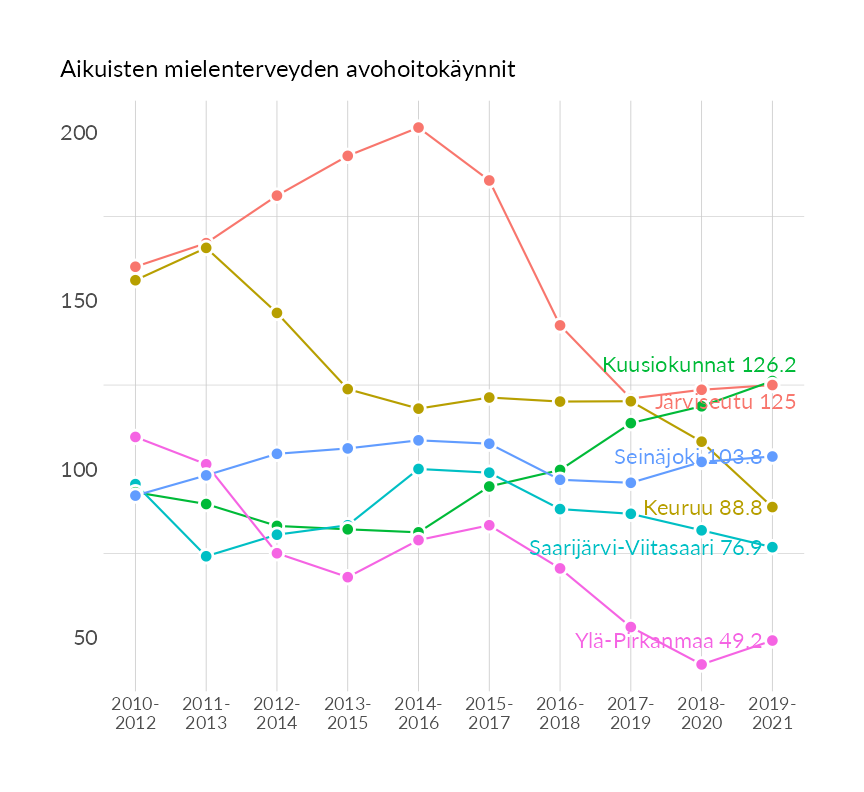 Aikuisten mielenterveyden avohoitokäynnit
200
150
100
50
Kuusiokunnat 126.2
Järviseutu 125
Seinäjoki 103.8
Keuruu 88.8
Saarijärvi-Viitasaari 76.9
Ylä-Pirkanmaa 49.2
2010- 2011- 2012- 2013- 2014- 2015- 2016- 2017- 2018- 2019-
2012 2013 2014 2015 2016 2017 2018 2019 2020 2021